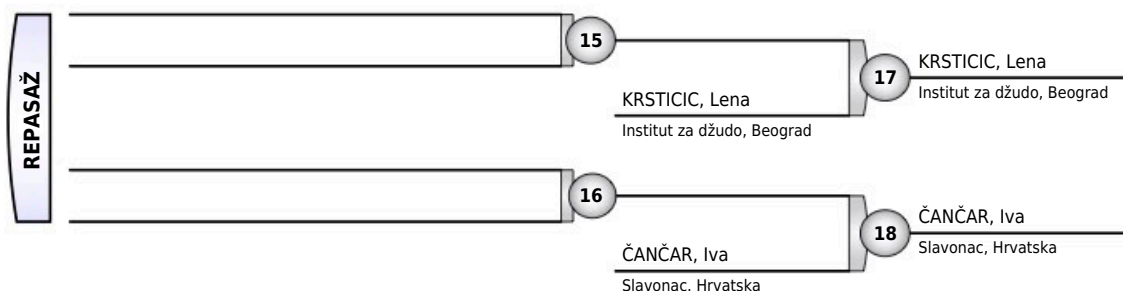 REPASAŽ
15
KRSTICIC, Lena
Institut za džudo, Beograd
17
KRSTICIC, Lena
Institut za džudo, Beograd
16
ČANČAR, Iva
Slavonac, Hrvatska
18
ČANČAR, Iva
Slavonac, Hrvatska